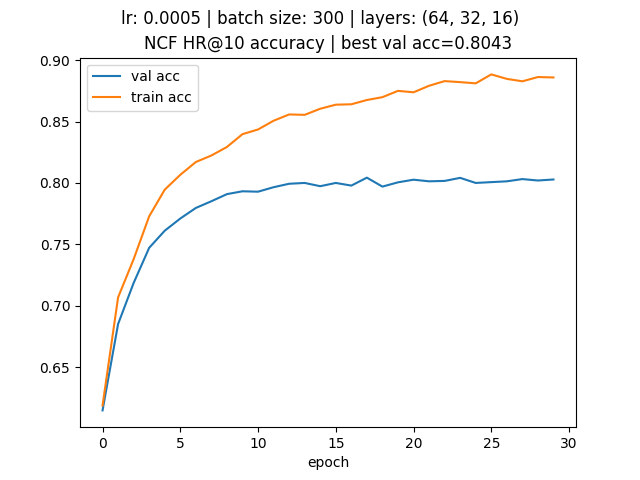 lr: 0.0005 | batch size: 300 | layers: (64, 32, 16)
NCF HR@10 accuracy | best val acc=0.8043
val acc
train acc
0.90
0.85
0.80
0.75
0.70
0.65
0 5 10 15 20 25 30
epoch